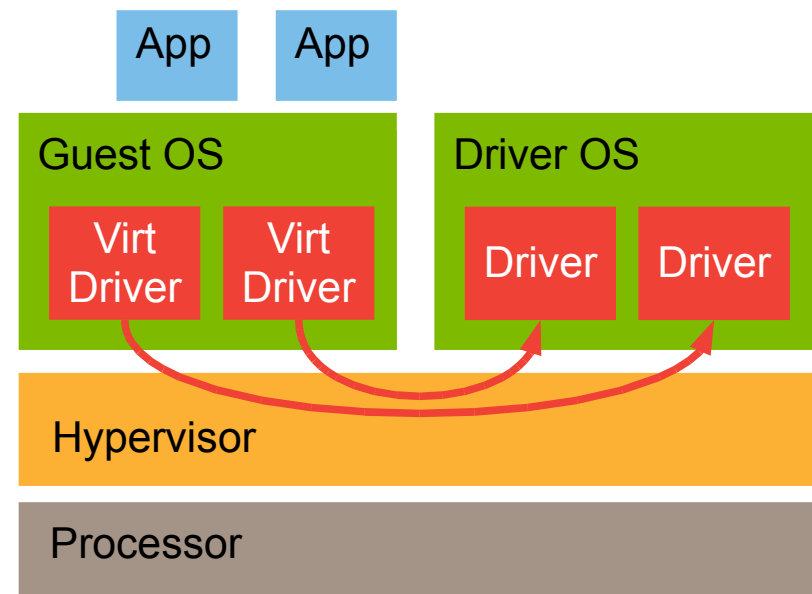 App
App
Guest OS
Driver OS
Virt
Driver
Virt
Driver
Driver
Driver
Hypervisor
Processor